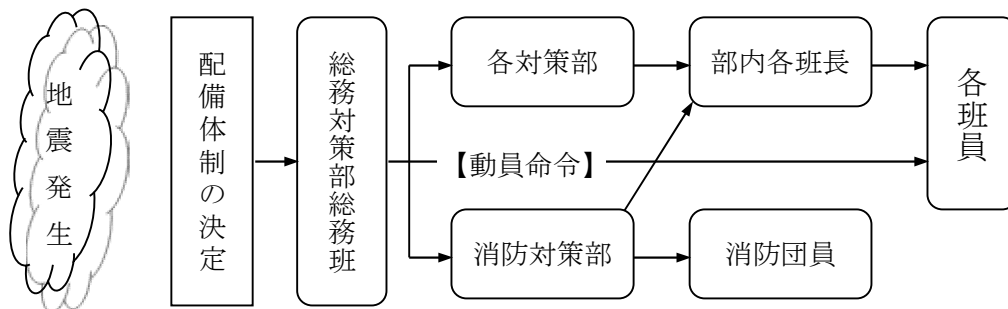 地震発生
配備体制の決定
総務対策部総務班
各対策部
部内各班長
各班員
【動員命令】
消防対策部
消防団員